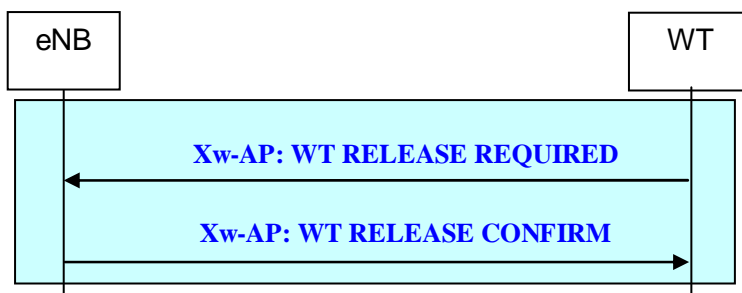 eNB
WT
Xw-AP: WT RELEASE REQUIRED
Xw-AP: WT RELEASE CONFIRM